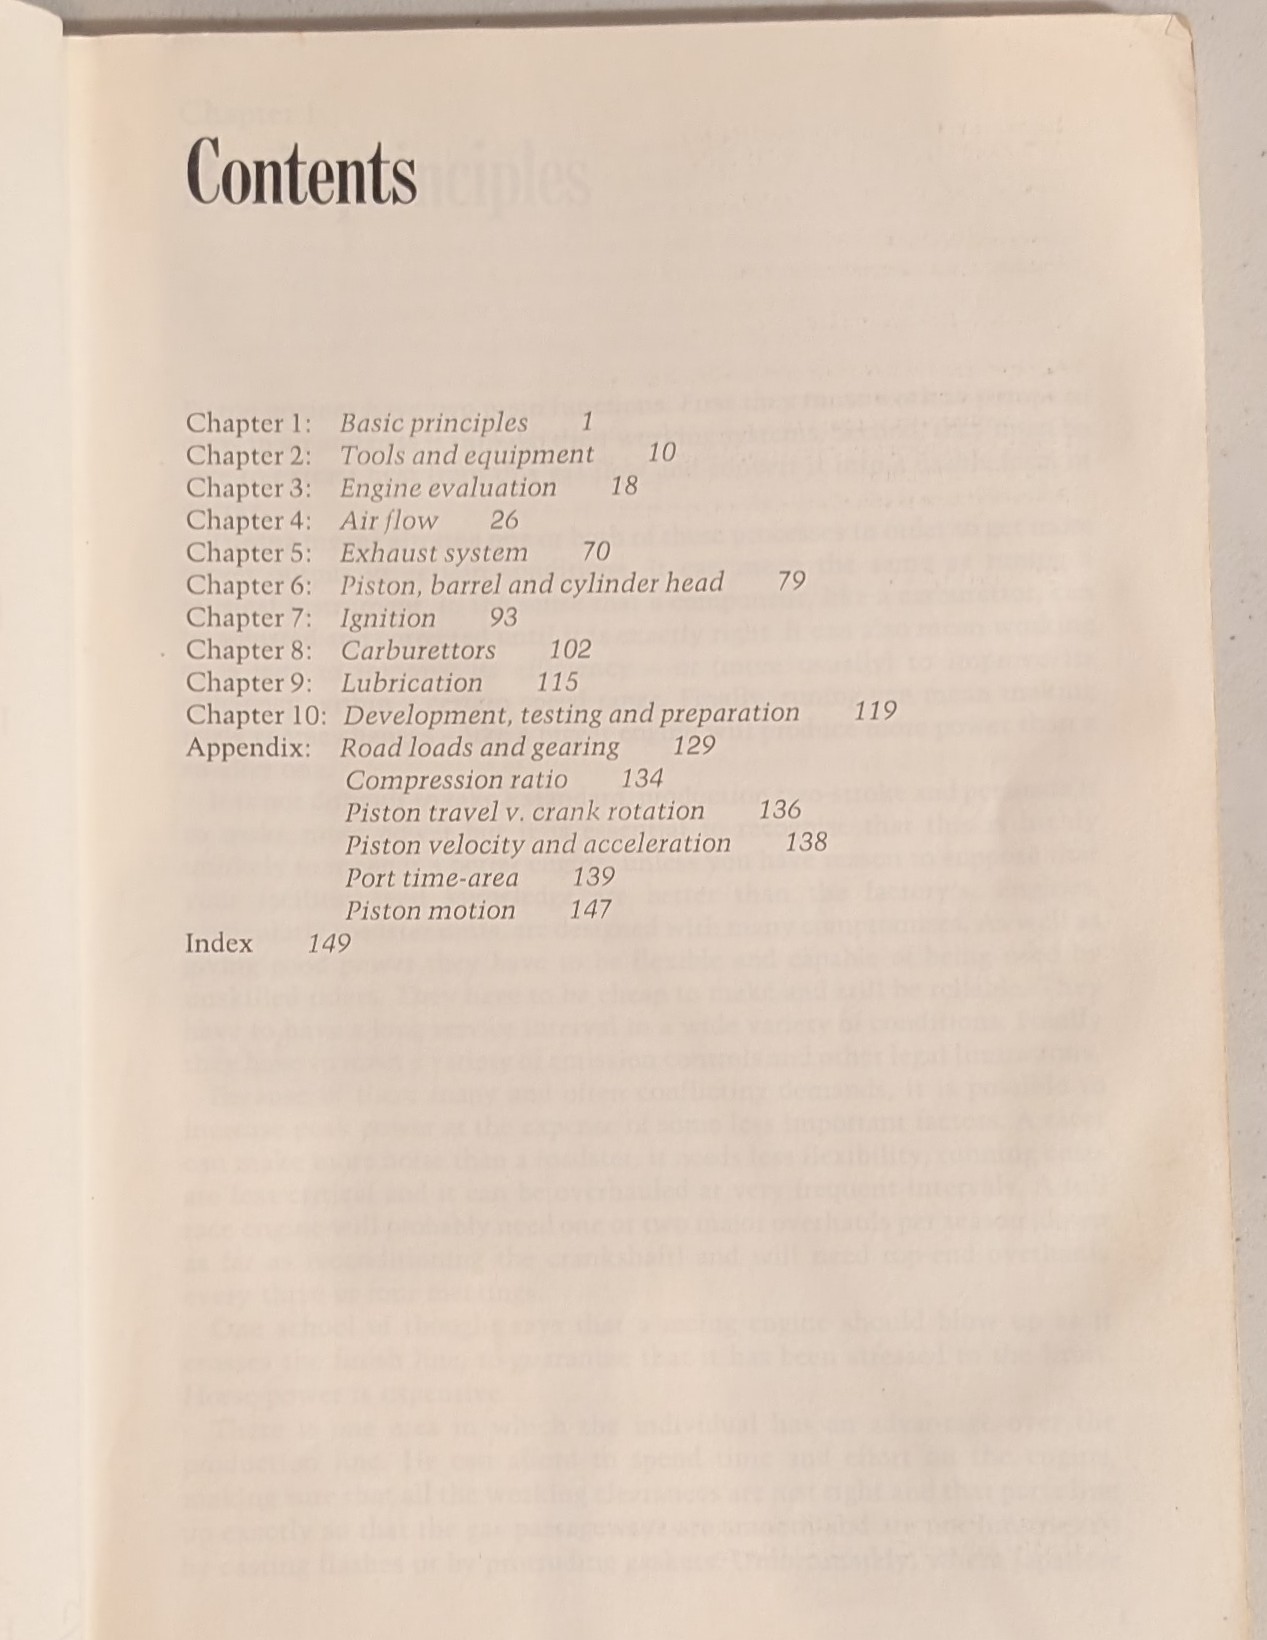 Contents
Chapter 1: Basic principles 1
Chapter 2: Tools and equipment 10
Chapter 3: Engine evaluation 18
Chapter 4: Air flow 26
Chapter 5: Exhaust system 70
Chapter 6: Piston, barrel and cylinder head 79
Chapter 7: Ignition 93
Chapter 8: Carburettors 102
Chapter 9: Lubrication 115
Chapter 10: Development, testing and preparation 119
Appendix: Road loads and gearing 129
Compression ratio 134
Piston travel v. crank rotation 136
Piston velocity and acceleration 138
Port time-area 139
Piston motion 147
Index 149